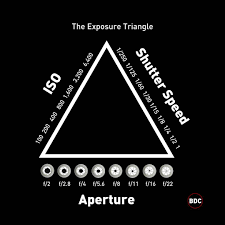 The Exposure Triangle
ISO
100 200 400 800 1,600 3,200 6,400
Shutter Speed
1/250 1/125 1/60 1/30 1/15 1/8 1/4 1/2 1
f/2 f/2.8 f/4 f/5.6 f/8 f/11 f/16 f/22
Aperture
BDC